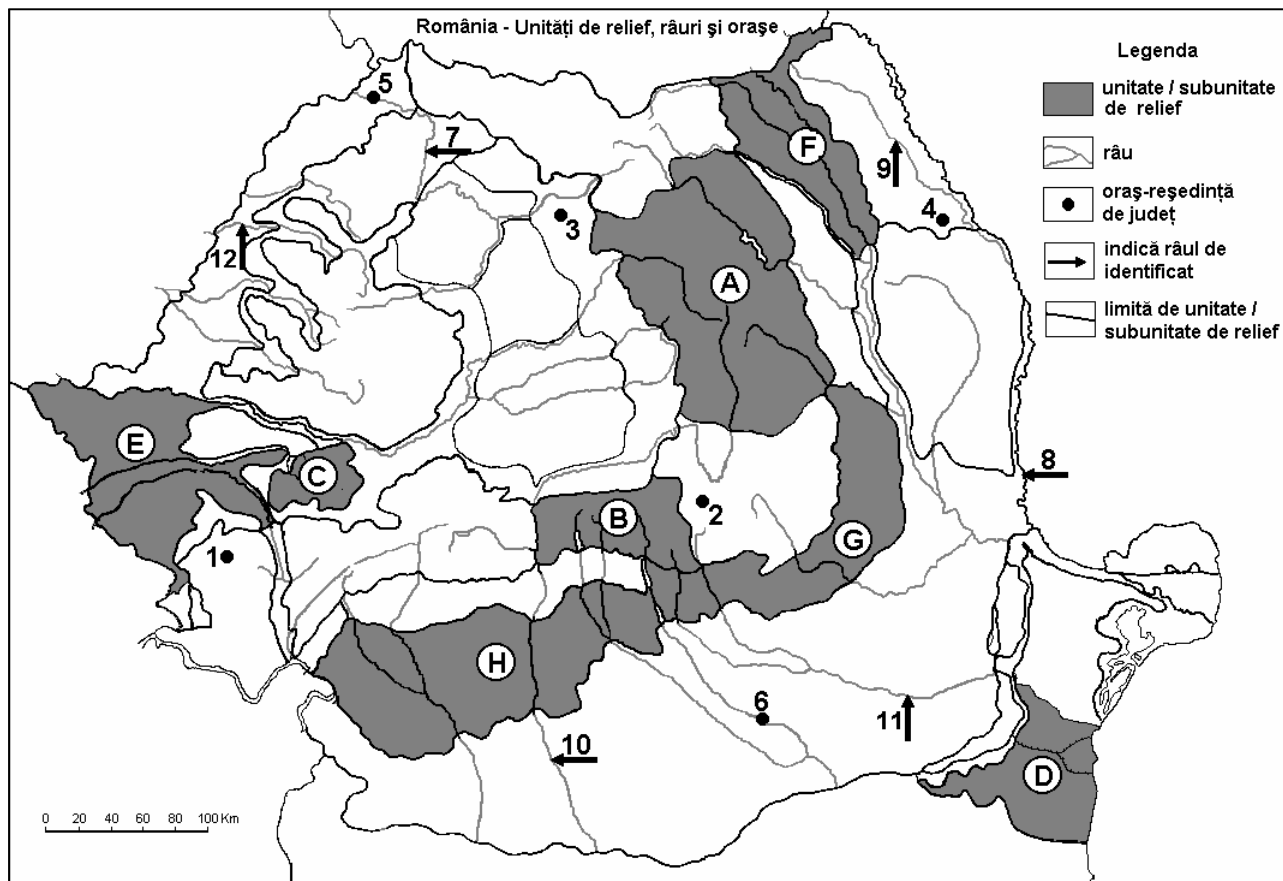 România - Unități de relief, râuri și orașe
Legenda
unitate / subunitate
de relief
râu
oraș-reședință
de județ
indică râul de
identificat
limită de unitate /
subunitate de relief
5
7
F
9
4
3
12
A
E
C
8
B
2
1
G
H
6
11
10
D
0 20 40 60 80 100 Km